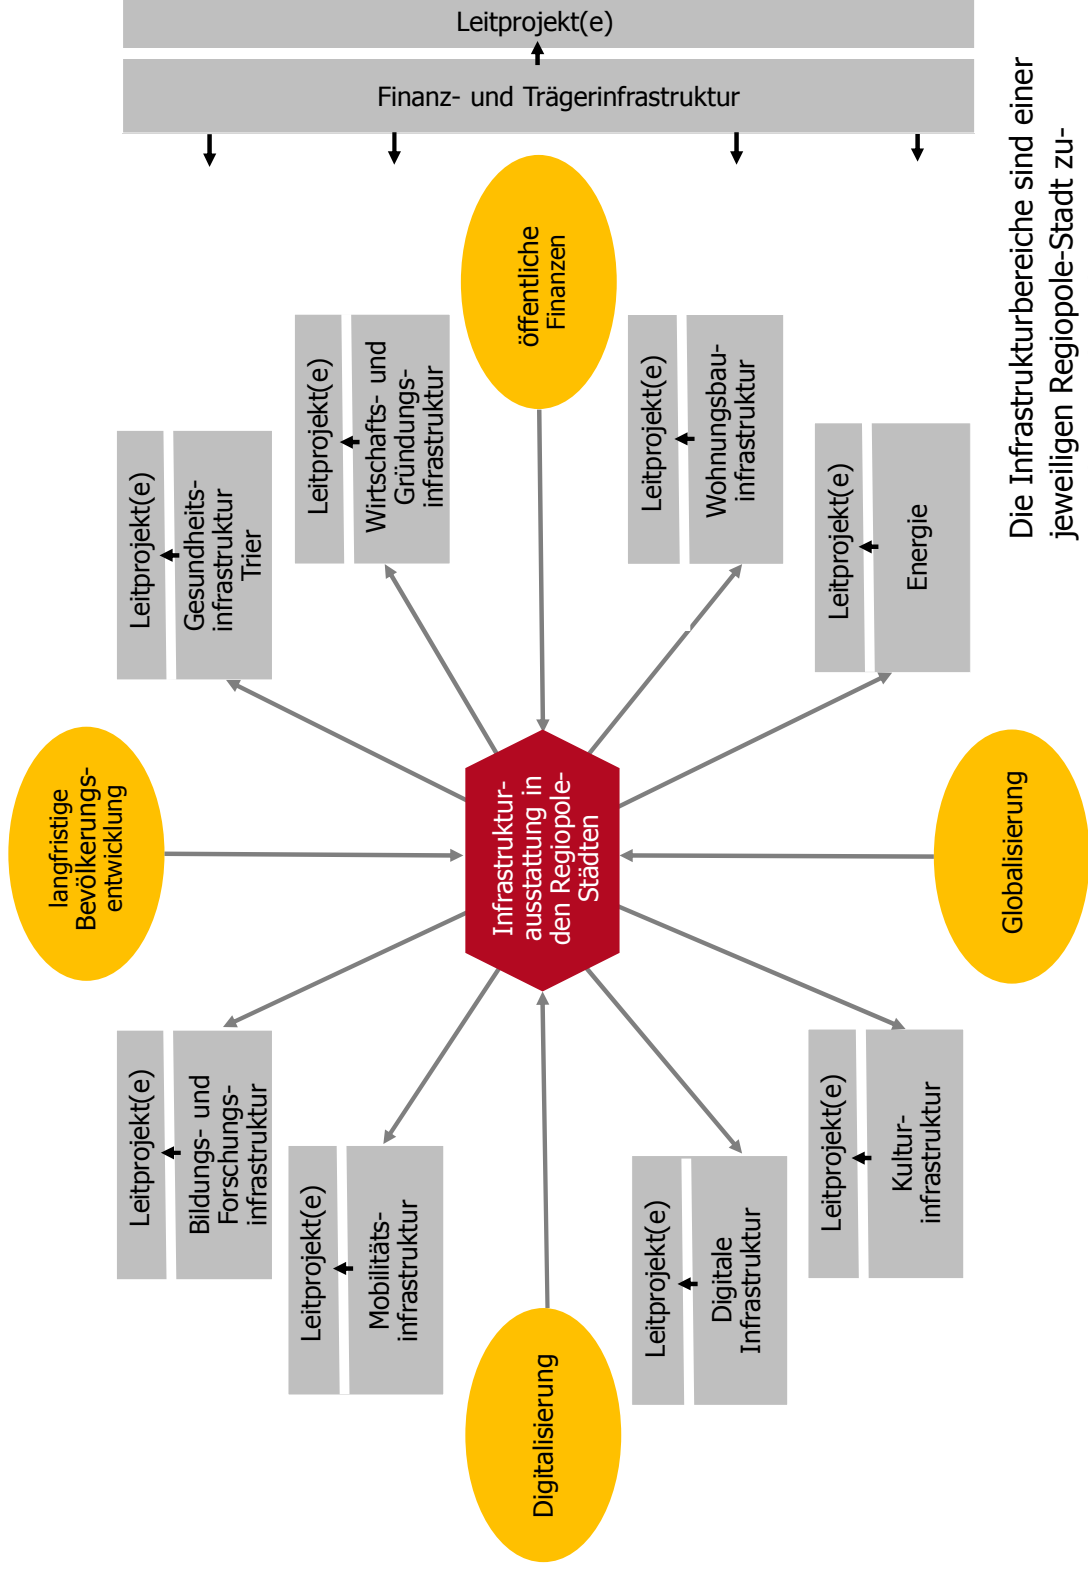 Leitprojekt(e)
Finanz- und Trägerinfrastruktur
langfristige
Bevölkerungs-
entwicklung
Leitprojekt(e)
Bildungs- und
Forschungs-
infrastruktur
Leitprojekt(e)
Gesundheits-
infrastruktur
Trier
Leitprojekt(e)
Mobilitäts-
infrastruktur
Leitprojekt(e)
Wirtschafts- und
Gründungs-
infrastruktur
Digitalisierung
Infrastruktur-
ausstattung in
den Regiopole-
Städten
öffentliche
Finanzen
Leitprojekt(e)
Digitale
Infrastruktur
Leitprojekt(e)
Wohnungsbau-
infrastruktur
Leitprojekt(e)
Kultur-
infrastruktur
Leitprojekt(e)
Energie
Globalisierung
Die Infrastrukturbereiche sind einer
jeweiligen Regiopole-Stadt zu-